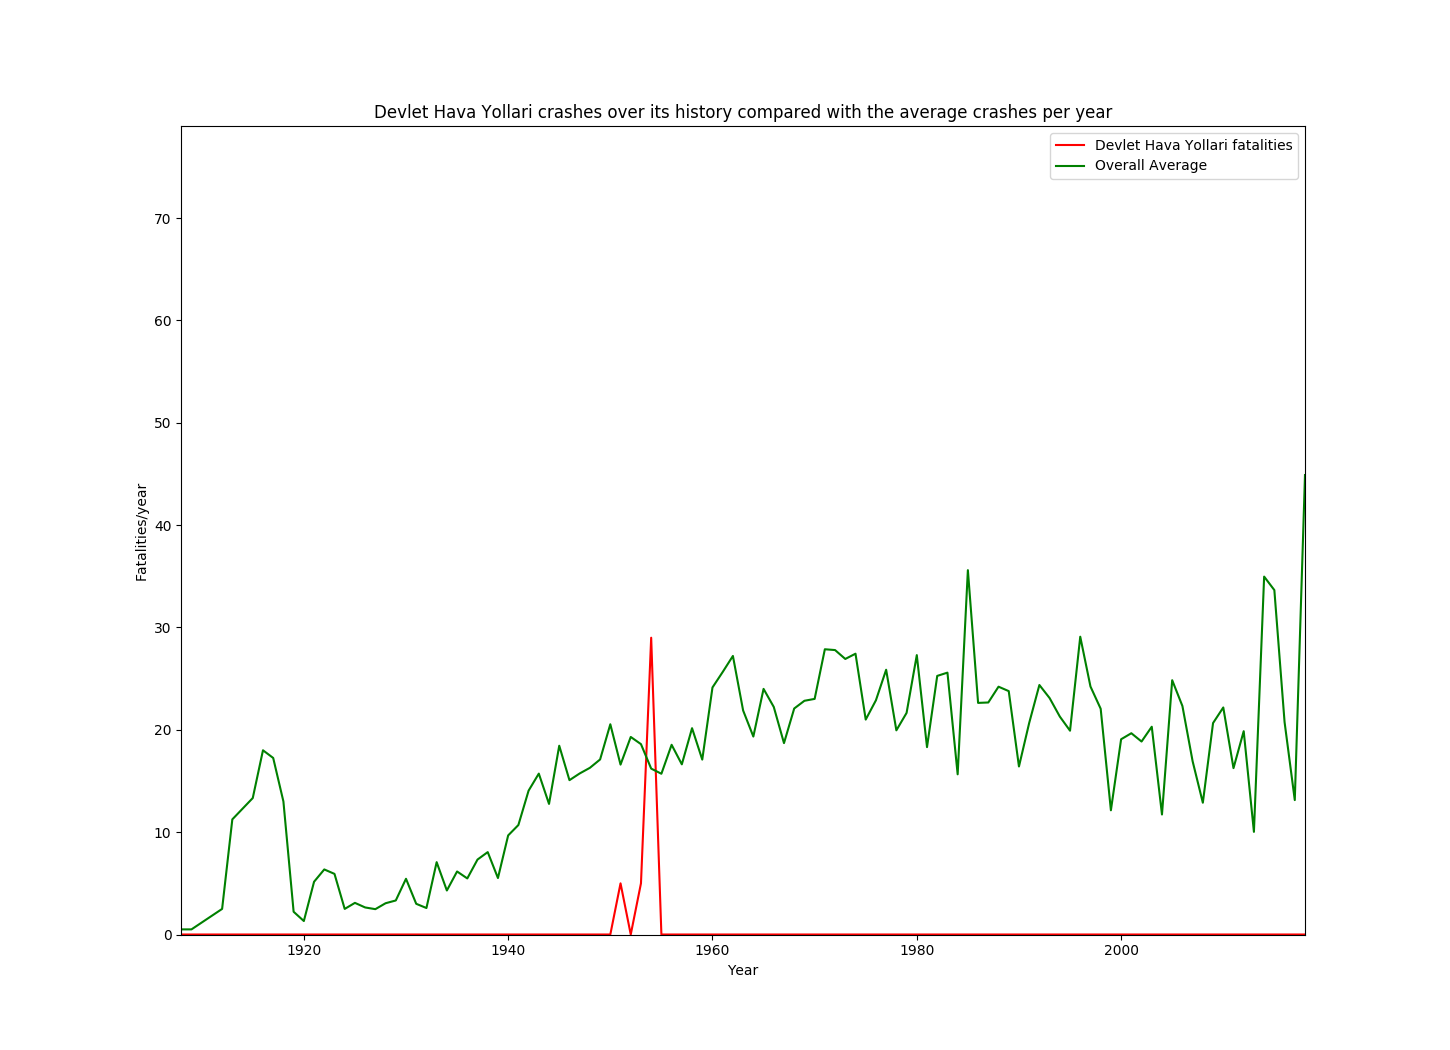 Devlet Hava Yollari crashes over its history compared with the average crashes per year
Devlet Hava Yollari fatalities
Overall Average
70
60
50
40
30
20
10
0
Fatalities/year
1920 1940 1960 1980 2000
Year